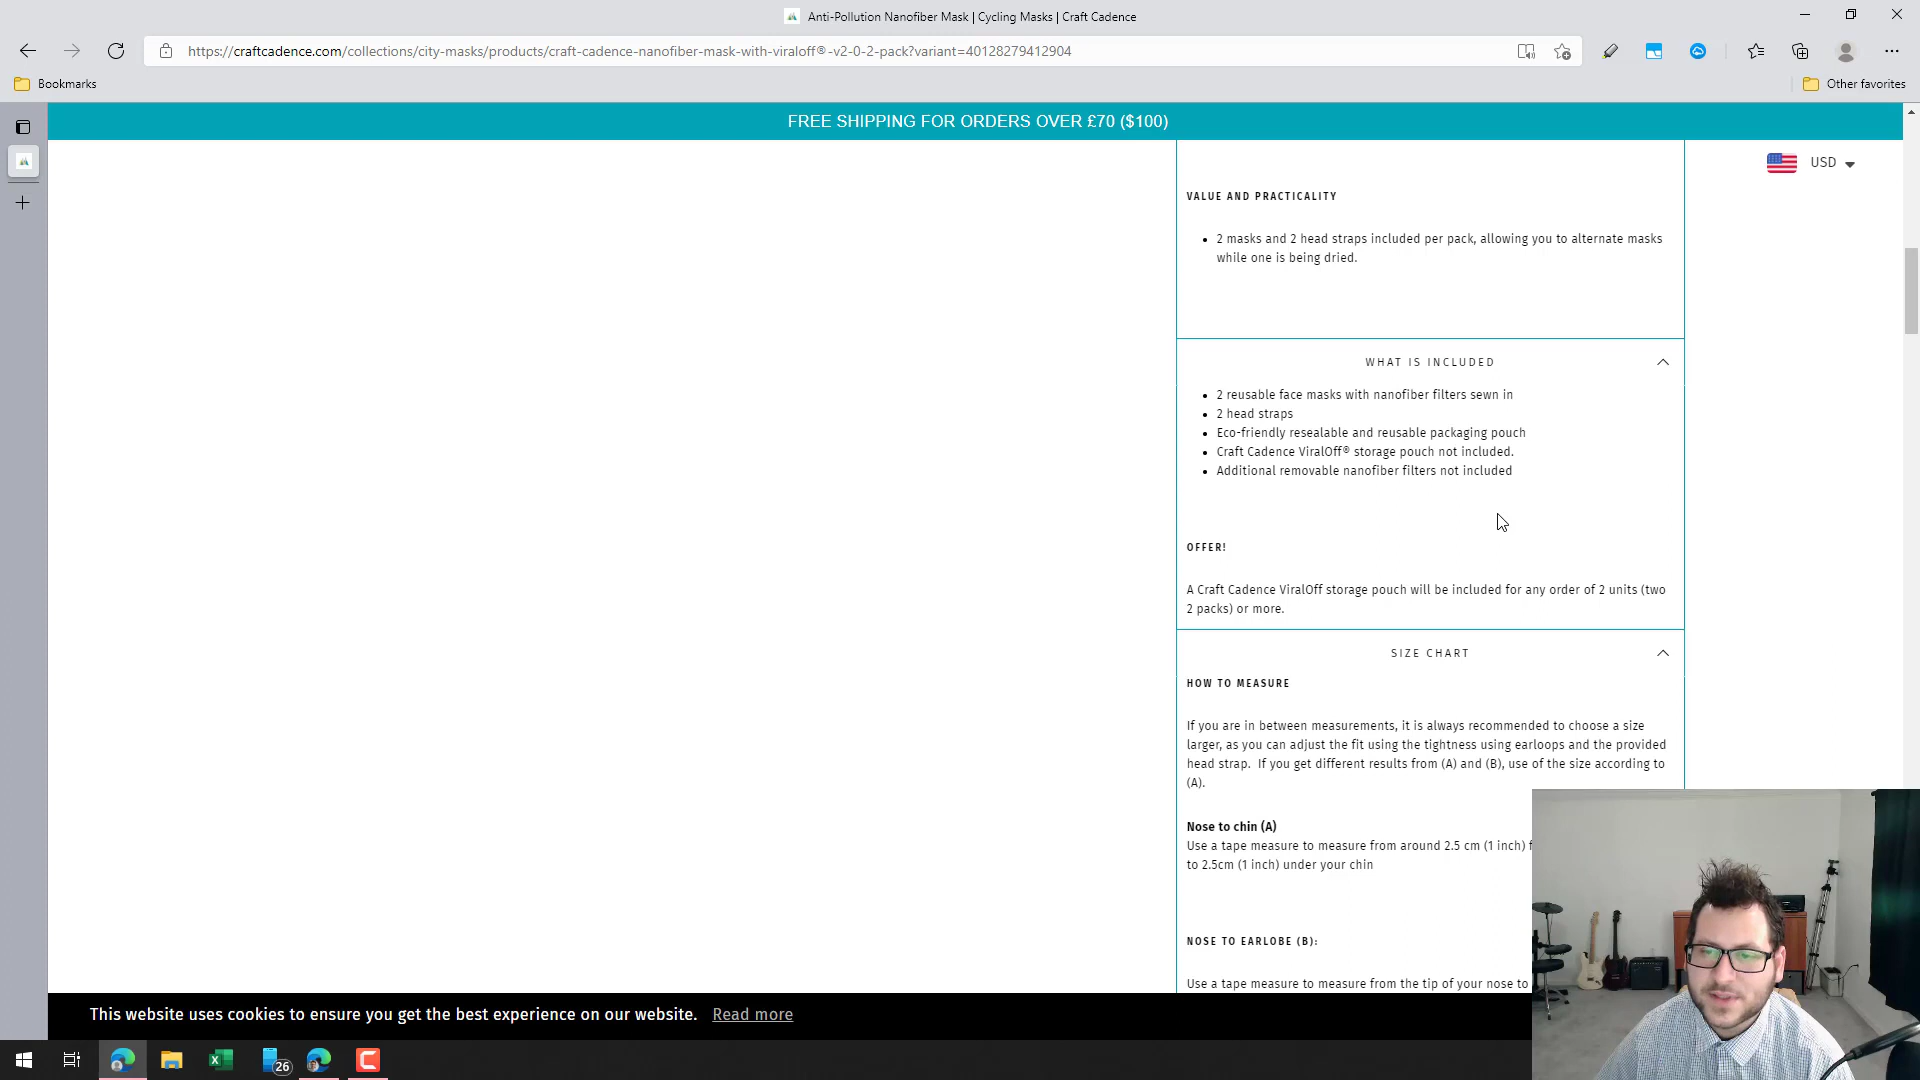 Anti-Pollution Nanofiber Mask | Cycling Masks | Craft Cadence
https://craftcadence.com/collections/city-masks/products/craft-cadence-nanofiber-mask-with-viraloff®-v2-0-2-pack?variant=40128279412904
Bookmarks
Other favorites
FREE SHIPPING FOR ORDERS OVER £70 ($100)
USD
VALUE AND PRACTICALITY
• 2 masks and 2 head straps included per pack, allowing you to alternate masks
while one is being dried.
WHAT IS INCLUDED
• 2 reusable face masks with nanofiber filters sewn in
• 2 head straps
• Eco-friendly resealable and reusable packaging pouch
• Craft Cadence ViralOff® storage pouch not included.
• Additional removable nanofiber filters not included
OFFER!
A Craft Cadence ViralOff storage pouch will be included for any order of 2 units (two
2 packs) or more.
SIZE CHART
HOW TO MEASURE
If you are in between measurements, it is always recommended to choose a size
larger, as you can adjust the fit using the tightness using earloops and the provided
head strap. If you get different results from (A) and (B), use of the size according to
(A).
Nose to chin (A)
Use a tape measure to measure from around 2.5 cm (1 inch)
to 2.5cm (1 inch) under your chin
NOSE TO EARLOBE (B):
Use a tape measure to measure from the tip of your nose to
This website uses cookies to ensure you get the best experience on our website. Read more
26